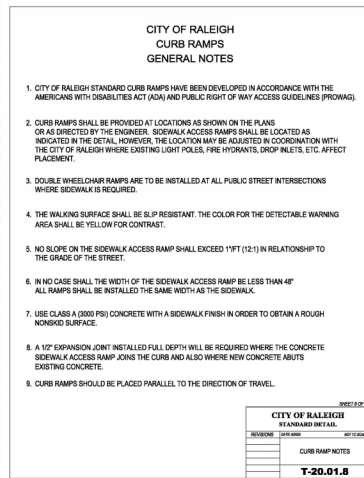 CITY OF RALEIGH
CURB RAMPS
GENERAL NOTES
1. CITY OF RALEIGH STANDARD CURB RAMPS HAVE BEEN DEVELOPED IN ACCORDANCE WITH THE
AMERICANS WITH DISABILITIES ACT (ADA) AND PUBLIC RIGHT OF WAY ACCESS GUIDELINES (PROWAG).
2. CURB RAMPS SHALL BE PROVIDED AT LOCATIONS AS SHOWN ON THE PLANS
OR AS DIRECTED BY THE ENGINEER. SIDEWALK ACCESS RAMPS SHALL BE LOCATED AS
INDICATED IN THE DETAIL, HOWEVER, THE LOCATION MAY BE ADJUSTED IN COORDINATION WITH
THE CITY OF RALEIGH WHERE EXISTING LIGHT POLES, FIRE HYDRANTS, DROP INLETS, ETC. AFFECT
PLACEMENT.
3. DOUBLE WHEELCHAIR RAMPS ARE TO BE INSTALLED AT ALL PUBLIC STREET INTERSECTIONS
WHERE SIDEWALK IS REQUIRED.
4. THE WALKING SURFACE SHALL BE SLIP RESISTANT. THE COLOR FOR THE DETECTABLE WARNING
AREA SHALL BE YELLOW FOR CONTRAST.
5. NO SLOPE ON THE SIDEWALK ACCESS RAMP SHALL EXCEED 1"/FT (12:1) IN RELATIONSHIP TO
THE GRADE OF THE STREET.
6. IN NO CASE SHALL THE WIDTH OF THE SIDEWALK ACCESS RAMP BE LESS THAN 48"
ALL RAMPS SHALL BE INSTALLED THE SAME WIDTH AS THE SIDEWALK.
7. USE CLASS A (3000 PSI) CONCRETE WITH A SIDEWALK FINISH IN ORDER TO OBTAIN A ROUGH
NONSKID SURFACE.
8. A 1/2" EXPANSION JOINT INSTALLED FULL DEPTH WILL BE REQUIRED WHERE THE CONCRETE
SIDEWALK ACCESS RAMP JOINS THE CURB AND ALSO WHERE NEW CONCRETE ABUTS
EXISTING CONCRETE.
9. CURB RAMPS SHOULD BE PLACED PARALLEL TO THE DIRECTION OF TRAVEL.
SHEET 8 OF
CITY OF RALEIGH
STANDARD DETAIL
REVISIONS DATE: NOT TO
CURB RAMP NOTES
T-20.01.8